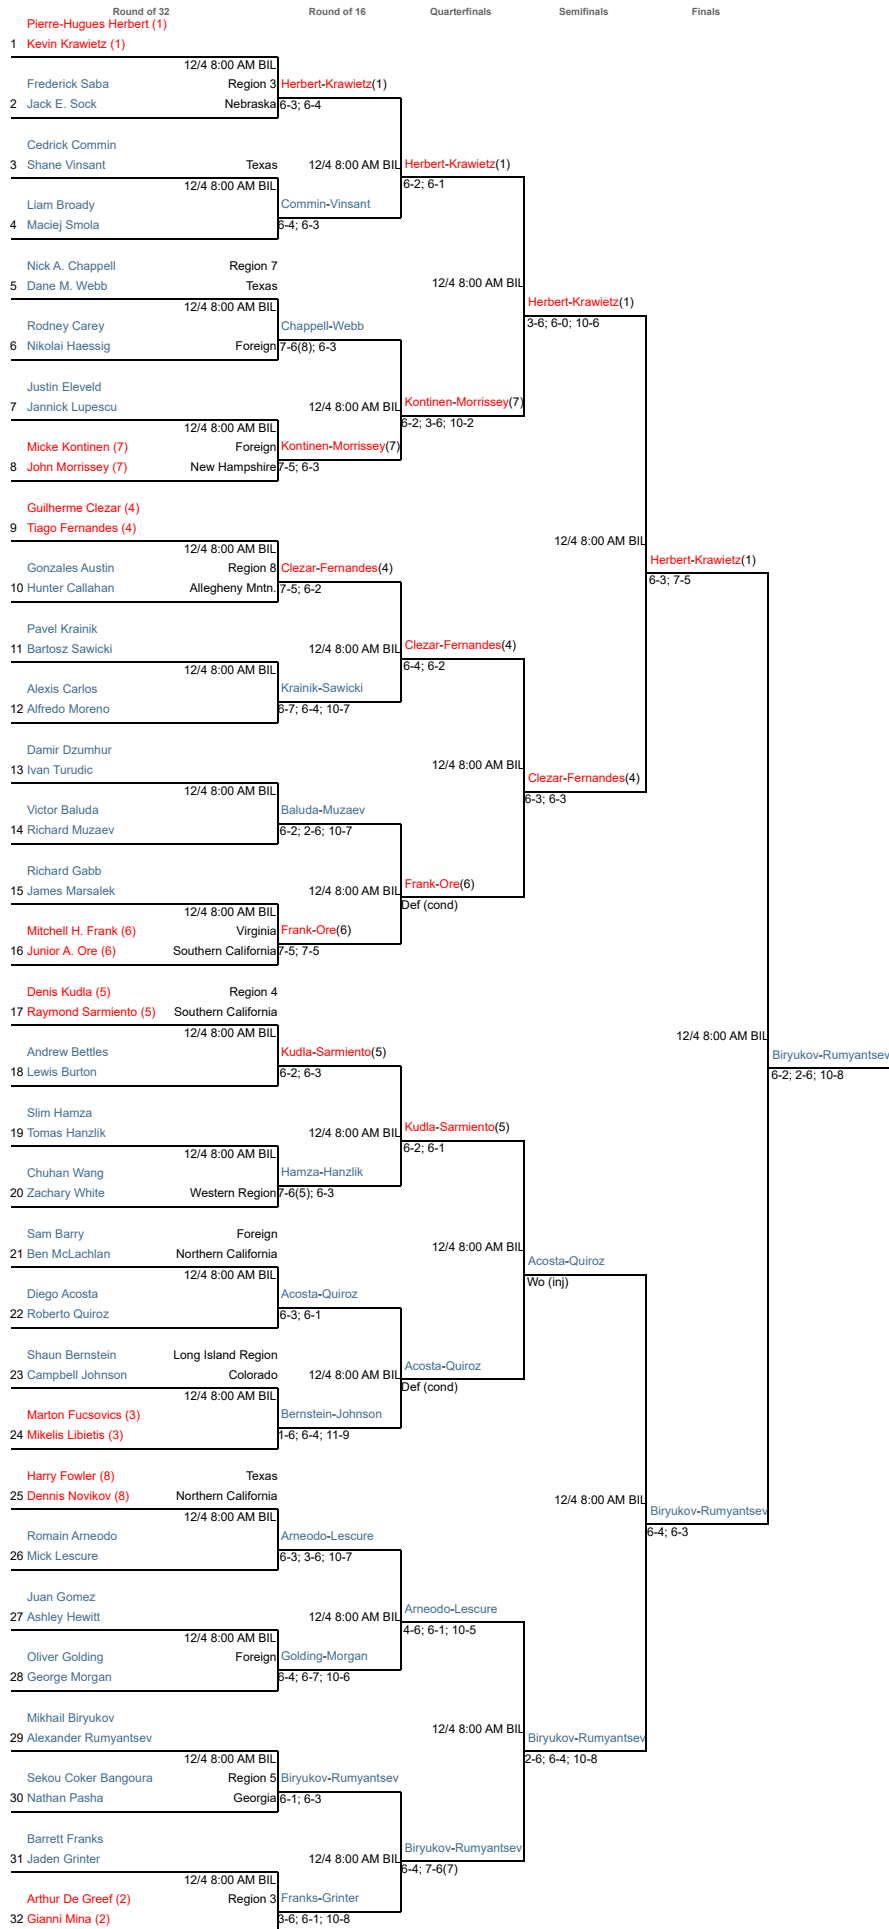 Round of 32 Round of 16 Quarterfinals Semifinals Finals
Pierre-Hugues Herbert (1)
1 Kevin Krawietz (1)
12/4 8:00 AM BIL
Frederick Saba Region 3 Herbert-Krawietz(1)
2 Jack E. Sock Nebraska 6-3; 6-4
Cedrick Commin
3 Shane Vinsant Texas 12/4 8:00 AM BIL Herbert-Krawietz(1)
12/4 8:00 AM BIL 6-2; 6-1
Liam Broady Commin-Vinsant
4 Maciej Smola 6-4; 6-3
Nick A. Chappell Region 7
5 Dane M. Webb Texas 12/4 8:00 AM BIL
12/4 8:00 AM BIL Herbert-Krawietz(1)
Rodney Carey Chappell-Webb 3-6; 6-0; 10-6
6 Nikolai Haessig Foreign 7-6(8); 6-3
Justin Eleveld
7 Jannick Lupescu 12/4 8:00 AM BIL Kontinen-Morrissey(7)
12/4 8:00 AM BIL 6-2; 3-6; 10-2
Micke Kontinen (7) Foreign Kontinen-Morrissey(7)
8 John Morrissey (7) New Hampshire 7-5; 6-3
Guilherme Clezar (4)
9 Tiago Fernandes (4) 12/4 8:00 AM BIL
12/4 8:00 AM BIL Herbert-Krawietz(1)
Gonzales Austin Region 8 Clezar-Fernandes(4) 6-3; 7-5
10 Hunter Callahan Allegheny Mntn. 7-5; 6-2
Pavel Krainik
11 Bartosz Sawicki 12/4 8:00 AM BIL Clezar-Fernandes(4)
12/4 8:00 AM BIL 6-4; 6-2
Alexis Carlos Krainik-Sawicki
12 Alfredo Moreno 6-7; 6-4; 10-7
Damir Dzumhur
13 Ivan Turudic 12/4 8:00 AM BIL
12/4 8:00 AM BIL Clezar-Fernandes(4)
Victor Baluda Baluda-Muzaev 6-3; 6-3
14 Richard Muzaev 6-2; 2-6; 10-7
Richard Gabb
15 James Marsalek 12/4 8:00 AM BIL Frank-Ore(6)
12/4 8:00 AM BIL Def (cond)
Mitchell H. Frank (6) Virginia Frank-Ore(6)
16 Junior A. Ore (6) Southern California 7-5; 7-5
Denis Kudla (5) Region 4
17 Raymond Sarmiento (5) Southern California
12/4 8:00 AM BIL 12/4 8:00 AM BIL
Andrew Bettles Kudla-Sarmiento(5) Biryukov-Rumyantsev
18 Lewis Burton 6-2; 6-3 6-2; 2-6; 10-8
Slim Hamza
19 Tomas Hanzlik 12/4 8:00 AM BIL Kudla-Sarmiento(5)
12/4 8:00 AM BIL 6-2; 6-1
Chuhan Wang Hamza-Hanzlik
20 Zachary White Western Region 7-6(5); 6-3
Sam Barry Foreign
21 Ben McLachlan Northern California 12/4 8:00 AM BIL
12/4 8:00 AM BIL Acosta-Quiroz
Diego Acosta Acosta-Quiroz Wo (inj)
22 Roberto Quiroz 6-3; 6-1
Shaun Bernstein Long Island Region
23 Campbell Johnson Colorado 12/4 8:00 AM BIL Acosta-Quiroz
12/4 8:00 AM BIL Def (cond)
Marton Fucsovics (3) Bernstein-Johnson
24 Mikelis Libietis (3) 1-6; 6-4; 11-9
Harry Fowler (8) Texas
25 Dennis Novikov (8) Northern California 12/4 8:00 AM BIL
12/4 8:00 AM BIL Biryukov-Rumyantsev
Romain Arneodo Arneodo-Lescure 6-4; 6-3
26 Mick Lescure 6-3; 3-6; 10-7
Juan Gomez
27 Ashley Hewitt 12/4 8:00 AM BIL Arneodo-Lescure
12/4 8:00 AM BIL 4-6; 6-1; 10-5
Oliver Golding Foreign Golding-Morgan
28 George Morgan 6-4; 6-7; 10-6
Mikhail Biryukov
29 Alexander Rumyantsev 12/4 8:00 AM BIL Biryukov-Rumyantsev
12/4 8:00 AM BIL 2-6; 6-4; 10-8
Sekou Coker Bangoura Region 5 Biryukov-Rumyantsev
30 Nathan Pasha Georgia 6-1; 6-3
Barrett Franks
31 Jaden Grinter 12/4 8:00 AM BIL Biryukov-Rumyantsev
12/4 8:00 AM BIL 6-4; 7-6(7)
Arthur De Greef (2) Region 3 Franks-Grinter
32 Gianni Mina (2) 3-6; 6-1; 10-8